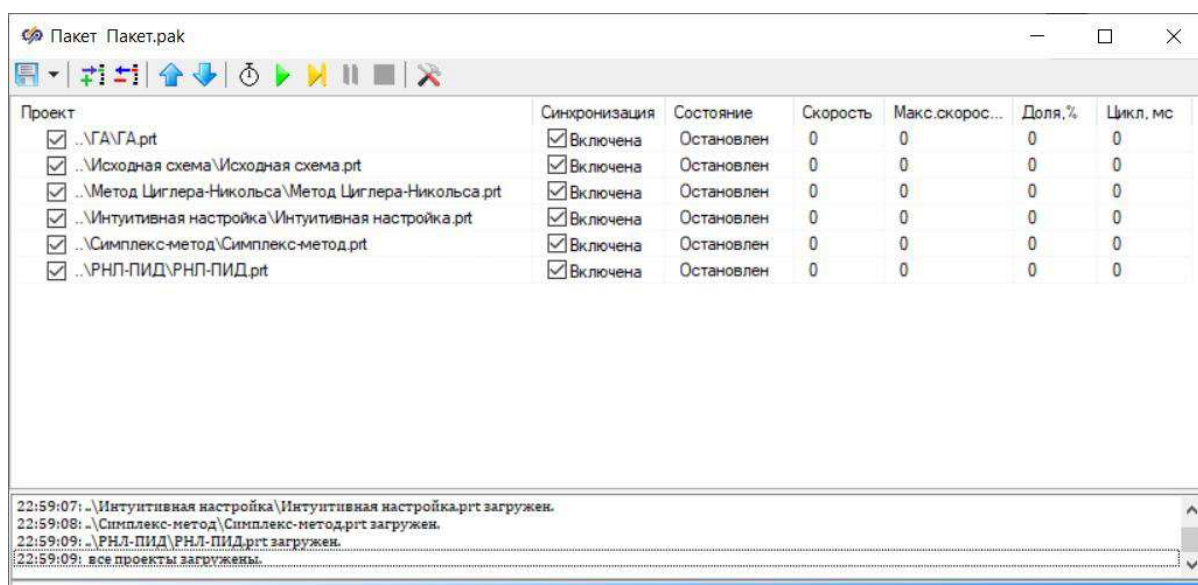 Пакет Пакет.pak
Проект Синхронизация Состояние Скорость Макс.скорос... Доля,% Цикл, мс
..\ГА\ГА.prt Включена Остановлен 0 0 0 0
..\Исходная схема\Исходная схема.prt Включена Остановлен 0 0 0 0
..\Метод Циглера-Никольса\Метод Циглера-Никольса.prt Включена Остановлен 0 0 0 0
..\Интуитивная настройка\Интуитивная настройка.prt Включена Остановлен 0 0 0 0
..\Симплекс-метод\Симплекс-метод.prt Включена Остановлен 0 0 0 0
..\РНЛ-ПИД\РНЛ-ПИД.prt Включена Остановлен 0 0 0 0
22:59:07: ..\Интуитивная настройка\Интуитивная настройка.prt загружен.
22:59:08: ..\Симплекс-метод\Симплекс-метод.prt загружен.
22:59:09: ..\РНЛ-ПИД\РНЛ-ПИД.prt загружен.
22:59:09: все проекты загружены.